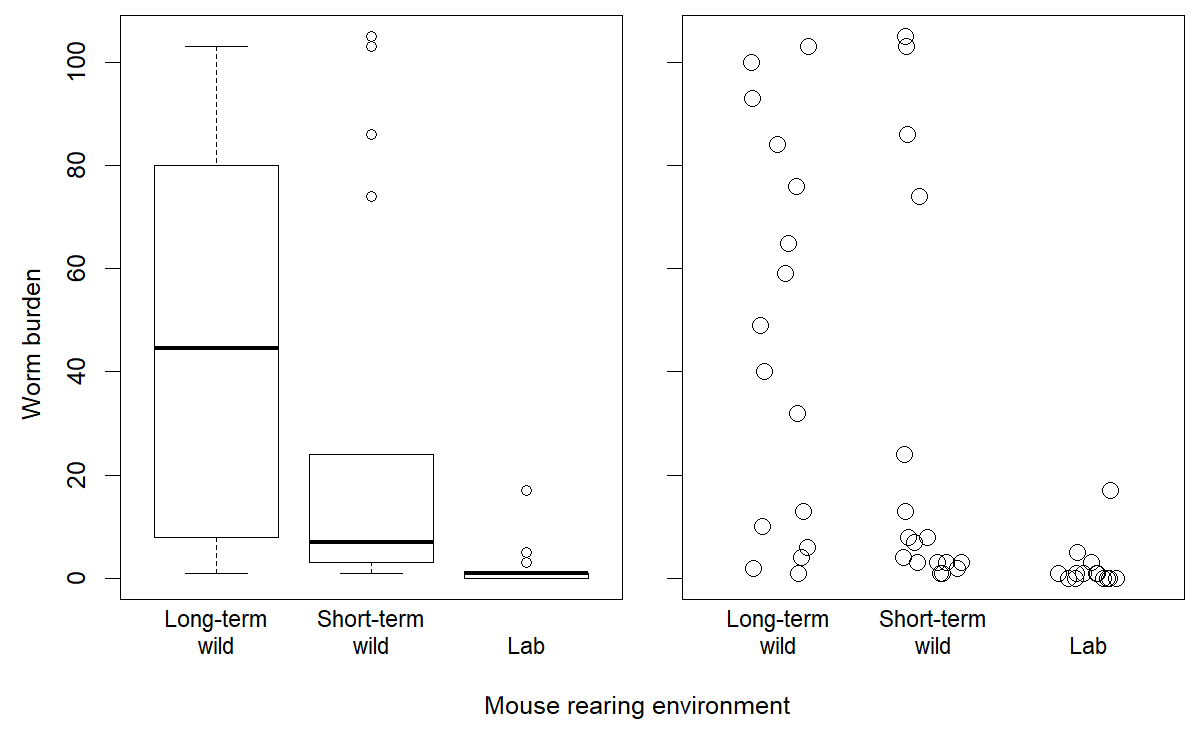 Worm burden
100
80
60
40
20
0
Long-term
wild
Short-term
wild
Lab
Long-term
wild
Short-term
wild
Lab
Mouse rearing environment